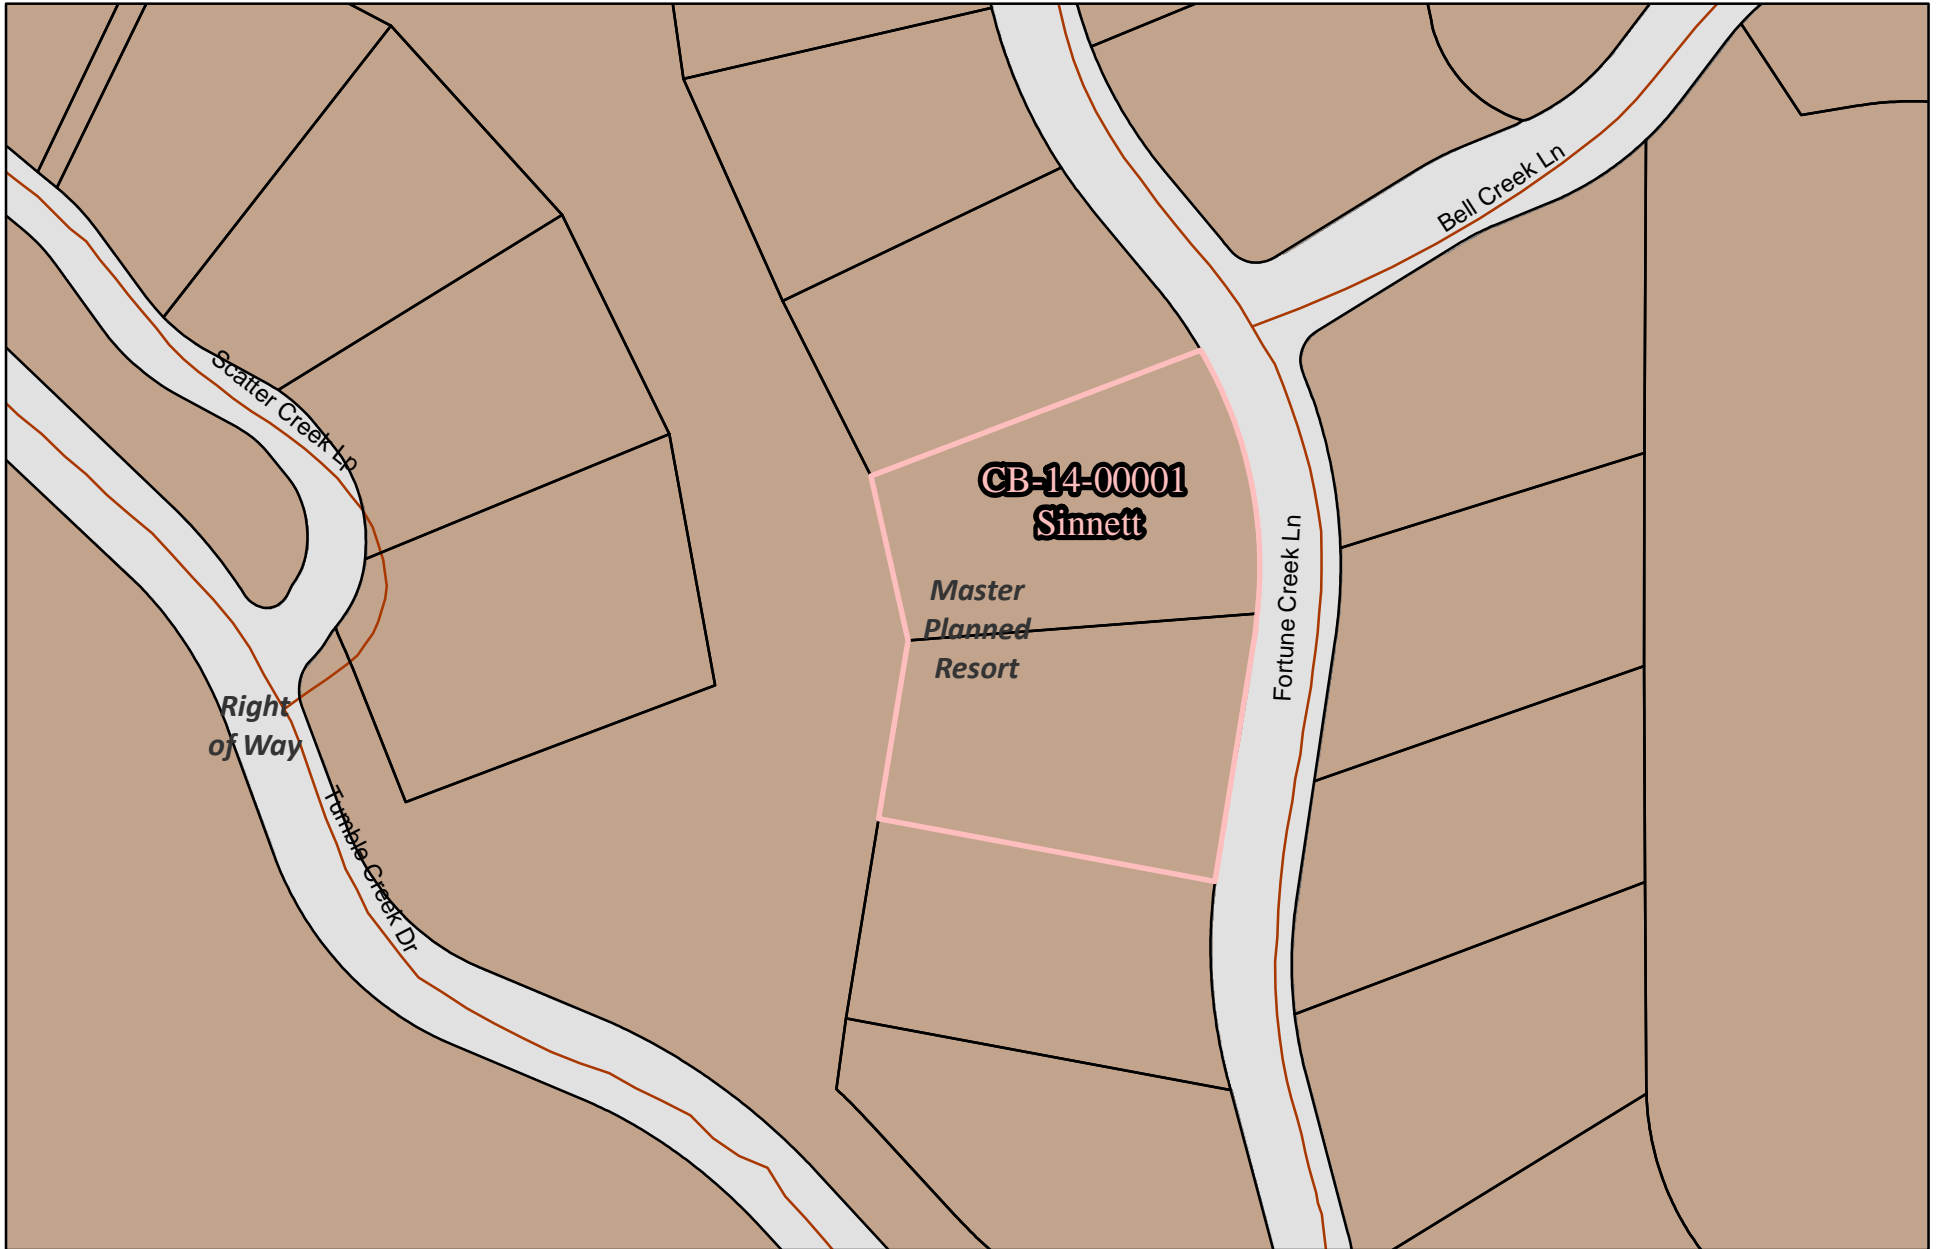 Bell Creek Ln
Scatter Creek Lp
CB-14-00001
Sinnett
Master
Planned
Resort
Fortune Creek Ln
Right
of Way
Tumble Creek Dr